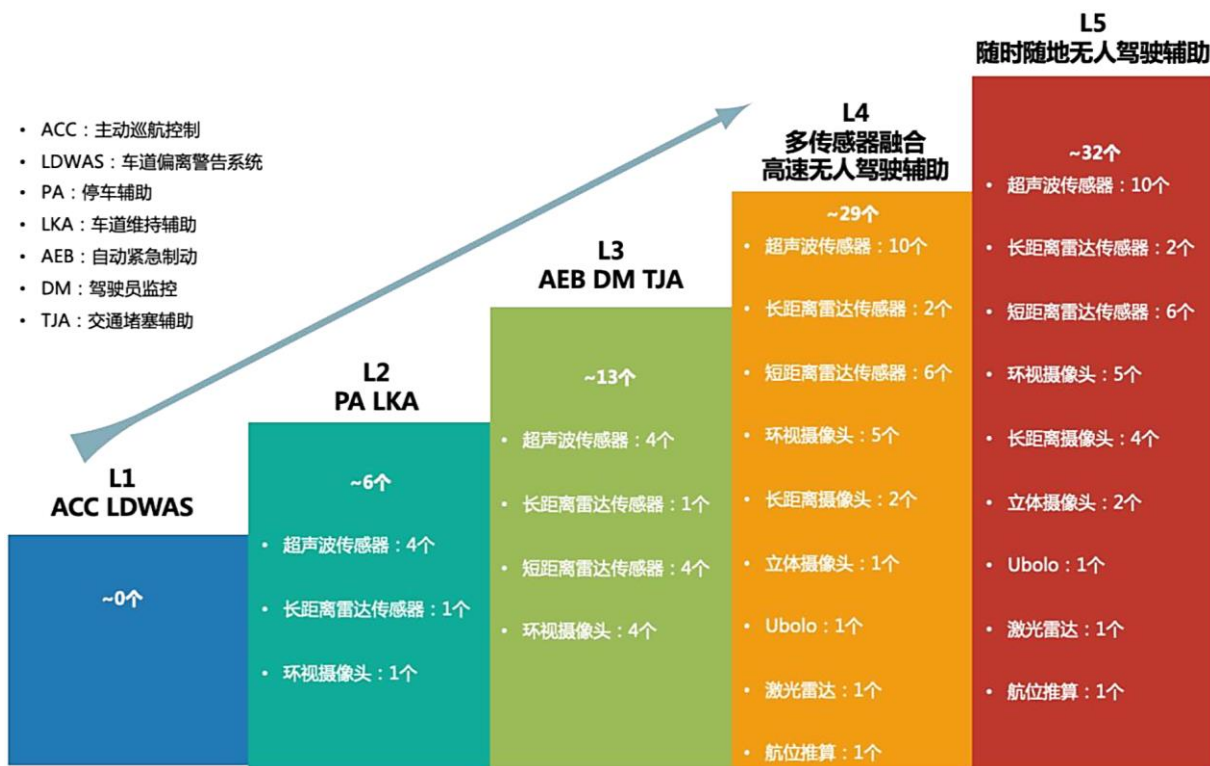 • ACC：主动巡航控制
• LDWAS：车道偏离警告系统
• PA：停车辅助
• LKA：车道维持辅助
• AEB：自动紧急制动
• DM：驾驶员监控
• TJA：交通堵塞辅助
L1
ACC LDWAS
~0个
L2
PA LKA
~6个
• 超声波传感器：4个
• 长距离雷达传感器：1个
• 环视摄像头：1个
L3
AEB DM TJA
~13个
• 超声波传感器：4个
• 长距离雷达传感器：1个
• 短距离雷达传感器：4个
• 环视摄像头：4个
L4
多传感器融合
高速无人驾驶辅助
~29个
• 超声波传感器：10个
• 长距离雷达传感器：2个
• 短距离雷达传感器：6个
• 环视摄像头：5个
• 长距离摄像头：2个
• 立体摄像头：1个
• Ubolo：1个
• 激光雷达：1个
• 航位推算：1个
L5
随时随地无人驾驶辅助
~32个
• 超声波传感器：10个
• 长距离雷达传感器：2个
• 短距离雷达传感器：6个
• 环视摄像头：5个
• 长距离摄像头：4个
• 立体摄像头：2个
• Ubolo：1个
• 激光雷达：1个
• 航位推算：1个